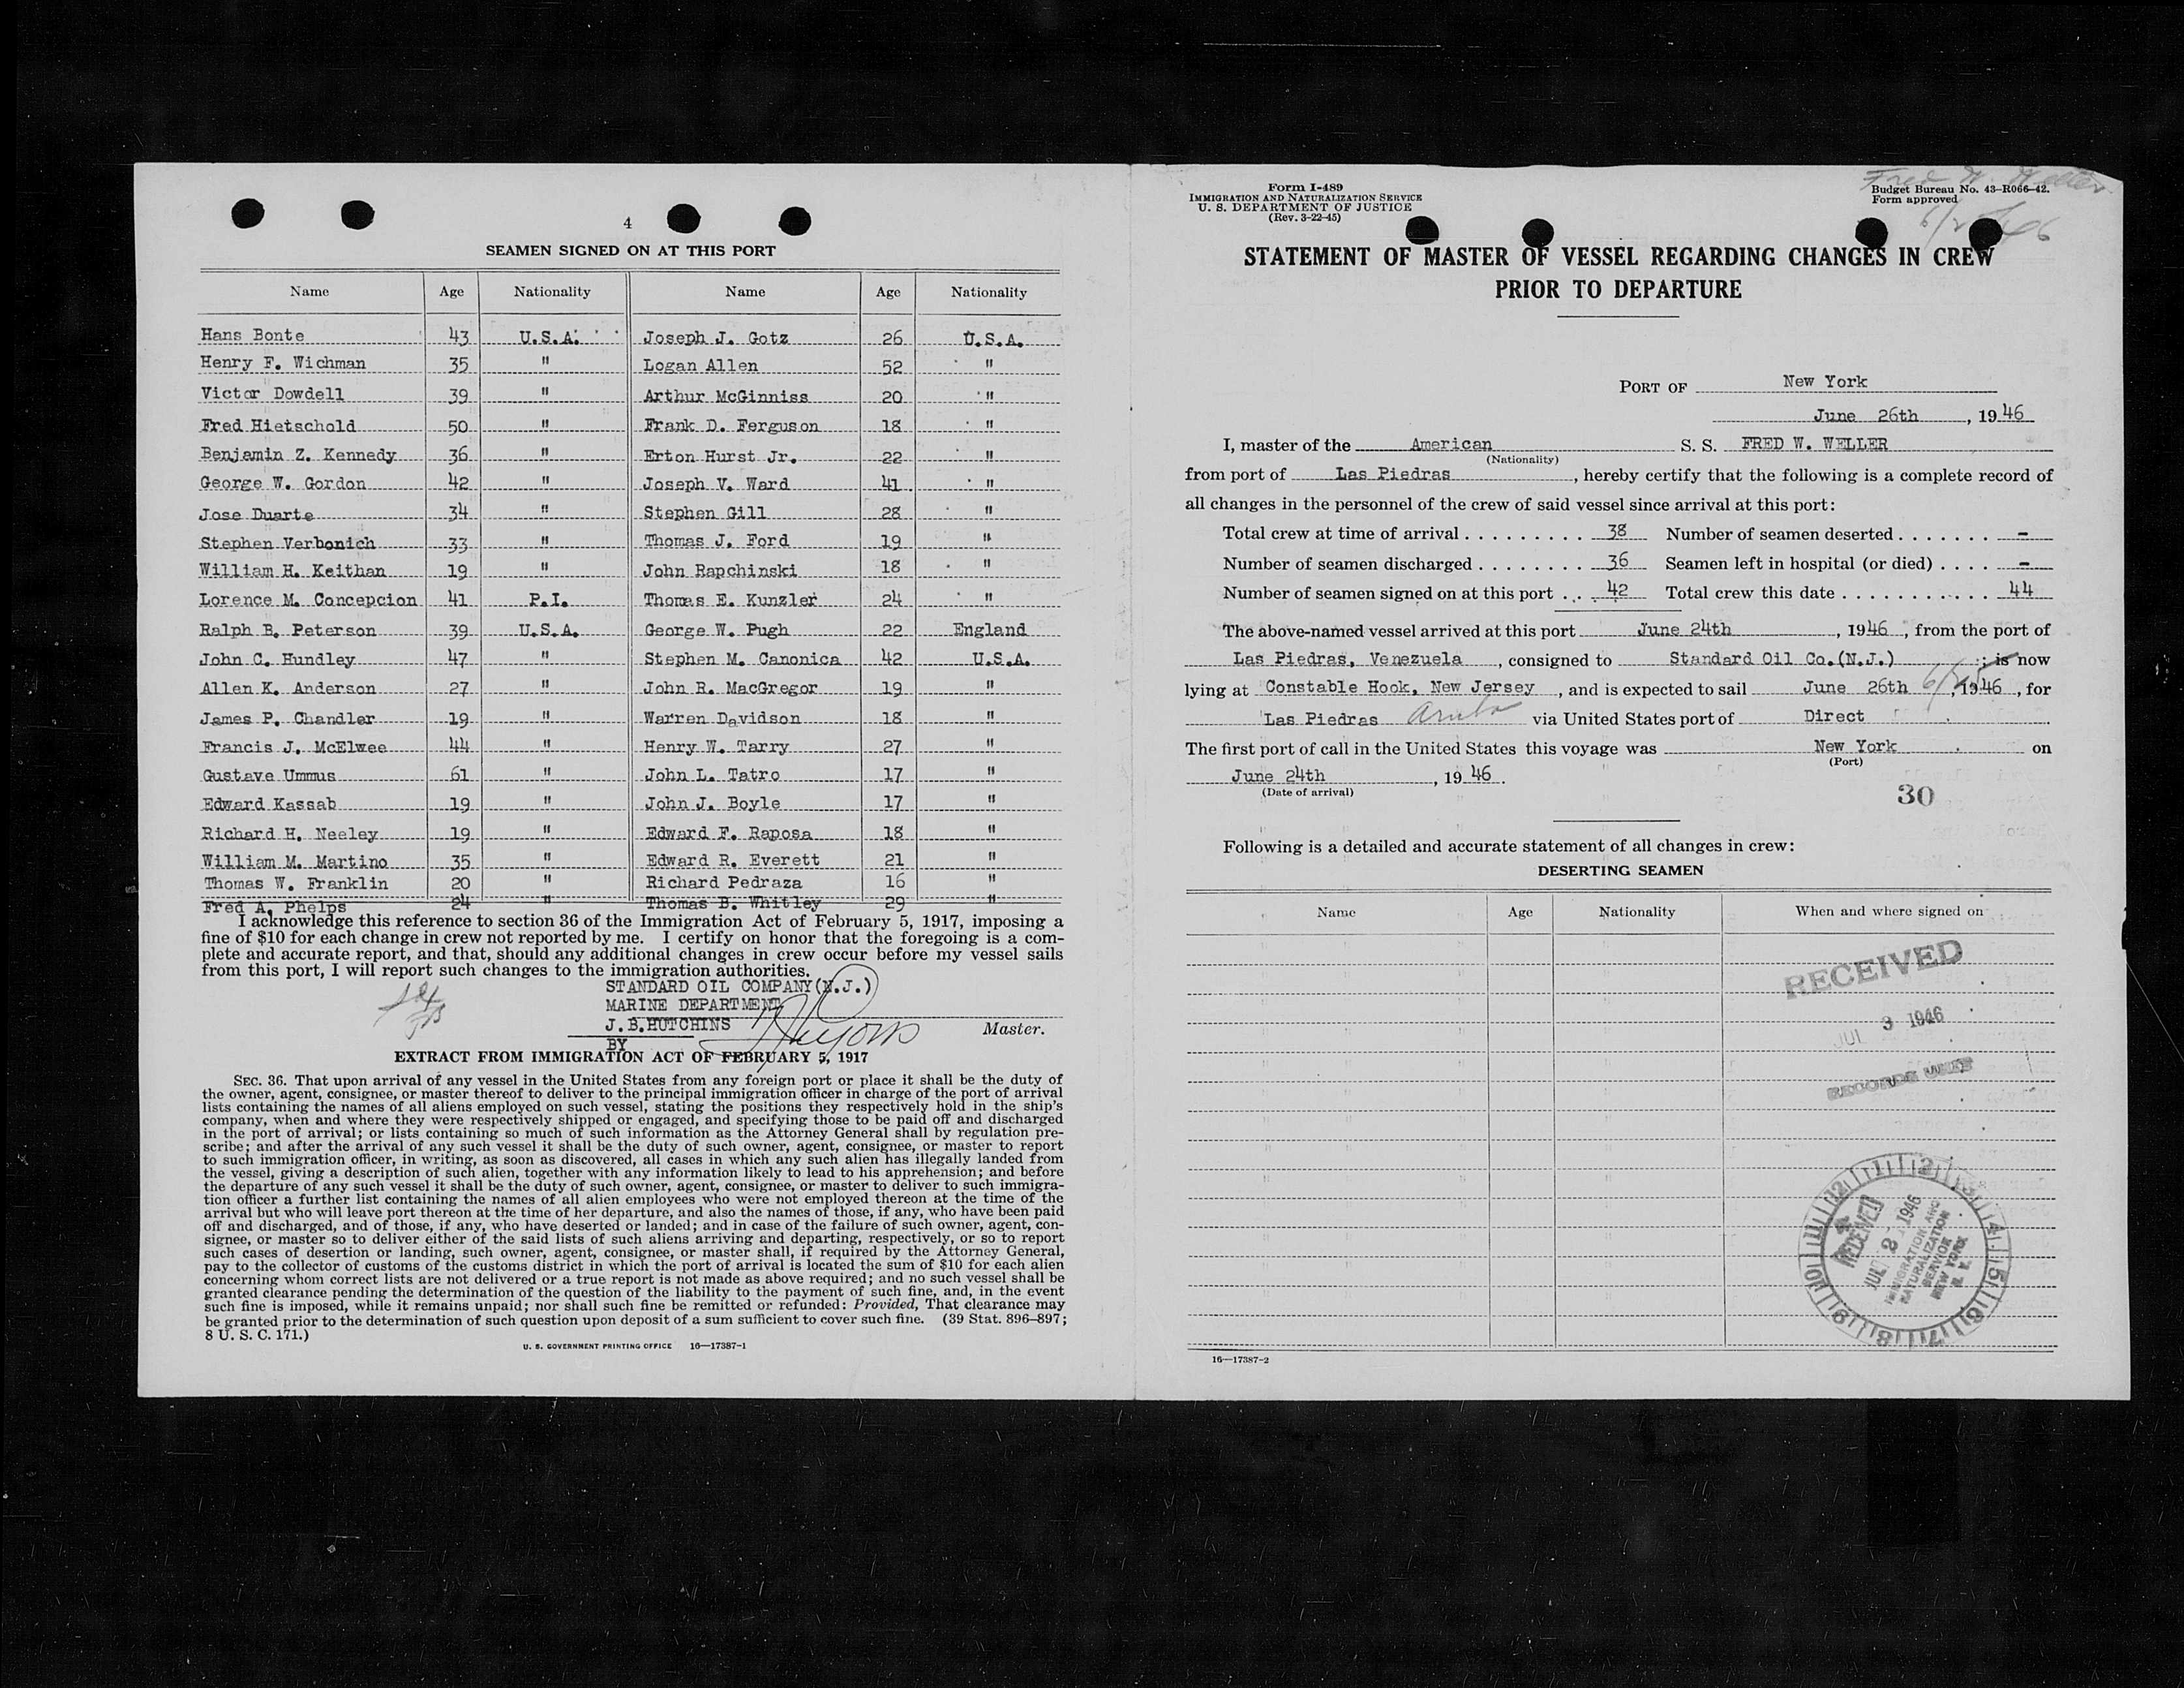 4
SEAMEN SIGNED ON AT THIS PORT
Name Age Nationality Name Age Nationality
Hans Bonte 43 U.S.A. Joseph J. Gotz 26 U.S.A.
Henry F. Wichman 35 " Logan Allen 52 "
Victor Dowdell 39 " Arthur McGinniss 20 "
Fred Hietschold 50 " Frank D. Ferguson 18 "
Benjamin Z. Kennedy 36 " Erton Hurst Jr. 22 "
George W. Gordon 42 " Joseph V. Ward 41 "
Jose Duarte 34 " Stephen Gill 28 "
Stephen Verbonich 33 " Thomas J. Ford 19 "
William H. Keithan 19 " John Rapchinski 18 "
Lorence M. Concepcion 41 P.I. Thomas E. Kunzler 24 "
Ralph B. Peterson 39 U.S.A. George W. Pugh 22 England
John C. Hundley 47 " Stephen M. Canonica 42 U.S.A.
Allen K. Anderson 27 " John R. MacGregor 19 "
James P. Chandler 19 " Warren Davidson 18 "
Francis J. McElwee 44 " Henry W. Tarry 27 "
Gustave Ummus 61 " John L. Tatro 17 "
Edward Kassab 19 " John J. Boyle 17 "
Richard H. Neeley 19 " Edward F. Raposa 18 "
William M. Martino 35 " Edward R. Everett 21 "
Thomas W. Franklin 20 " Richard Pedraza 16 "
Fred A. Phelps 24 " Thomas B. Whitley 29 "
I acknowledge this reference to section 36 of the Immigration Act of February 5, 1917, imposing a
fine of $10 for each change in crew not reported by me. I certify on honor that the foregoing is a com-
plete and accurate report, and that, should any additional changes in crew occur before my vessel sails
from this port, I will report such changes to the immigration authorities.
STANDARD OIL COMPANY(N.J.)
MARINE DEPARTMENT
J.B.HUTCHINS Master.
BY
EXTRACT FROM IMMIGRATION ACT OF FEBRUARY 5, 1917
SEC. 36. That upon arrival of any vessel in the United States from any foreign port or place it shall be the duty of
the owner, agent, consignee, or master thereof to deliver to the principal immigration officer in charge of the port of arrival
lists containing the names of all aliens employed on such vessel, stating the positions they respectively hold in the ship's
company, when and where they were respectively shipped or engaged, and specifying those to be paid off and discharged
in the port of arrival; or lists containing so much of such information as the Attorney General shall by regulation pre-
scribe; and after the arrival of any such vessel it shall be the duty of such owner, agent, consignee, or master to report
to such immigration officer, in writing, as soon as discovered, all cases in which any such alien has illegally landed from
the vessel, giving a description of such alien, together with any information likely to lead to his apprehension; and before
the departure of any such vessel it shall be the duty of such owner, agent, consignee, or master to deliver to such immigra-
tion officer a further list containing the names of all alien employees who were not employed thereon at the time of the
arrival but who will leave port thereon at the time of her departure, and also the names of those, if any, who have been paid
off and discharged, and of those, if any, who have deserted or landed; and in case of the failure of such owner, agent, con-
signee, or master so to deliver either of the said lists of such aliens arriving and departing, respectively, or so to report
such cases of desertion or landing, such owner, agent, consignee, or master shall, if required by the Attorney General,
pay to the collector of customs of the customs district in which the port of arrival is located the sum of $10 for each alien
concerning whom correct lists are not delivered or a true report is not made as above required; and no such vessel shall be
granted clearance pending the determination of the question of the liability to the payment of such fine, and, in the event
such fine is imposed, while it remains unpaid; nor shall such fine be remitted or refunded: Provided, That clearance may
be granted prior to the determination of such question upon deposit of a sum sufficient to cover such fine. (39 Stat. 896–897;
8 U. S. C. 171.)
U. S. GOVERNMENT PRINTING OFFICE 16—17387-1
Form I-489
IMMIGRATION AND NATURALIZATION SERVICE
U. S. DEPARTMENT OF JUSTICE
(Rev. 3-22-45)
Fred W. Weller
Budget Bureau No. 43-R066-42.
Form approved
STATEMENT OF MASTER OF VESSEL REGARDING CHANGES IN CREW
PRIOR TO DEPARTURE
PORT OF New York
June 26th, 1946
I, master of the American S. S. FRED W. WELLER
(Nationality)
from port of Las Piedras, hereby certify that the following is a complete record of
all changes in the personnel of the crew of said vessel since arrival at this port:
Total crew at time of arrival . . . . . . . . . 38 Number of seamen deserted . . . . . . . -
Number of seamen discharged . . . . . . . . 36 Seamen left in hospital (or died) . . . . -
Number of seamen signed on at this port . . . 42 Total crew this date . . . . . . . . . . . 44
The above-named vessel arrived at this port June 24th, 1946, from the port of
Las Piedras, Venezuela, consigned to Standard Oil Co.(N.J.); is now
lying at Constable Hook, New Jersey, and is expected to sail June 26th, 1946, for
Las Piedras Aruba via United States port of Direct
The first port of call in the United States this voyage was New York on
(Port)
June 24th, 1946.
(Date of arrival)
30
Following is a detailed and accurate statement of all changes in crew:
DESERTING SEAMEN
Name Age Nationality When and where signed on
RECEIVED
JUL 3 1946
RECORDS UNIT
RECEIVED
JUL 2 1946
IMMIGRATION AND
NATURALIZATION
SERVICE
NEW YORK
N. Y.
16—17387-2